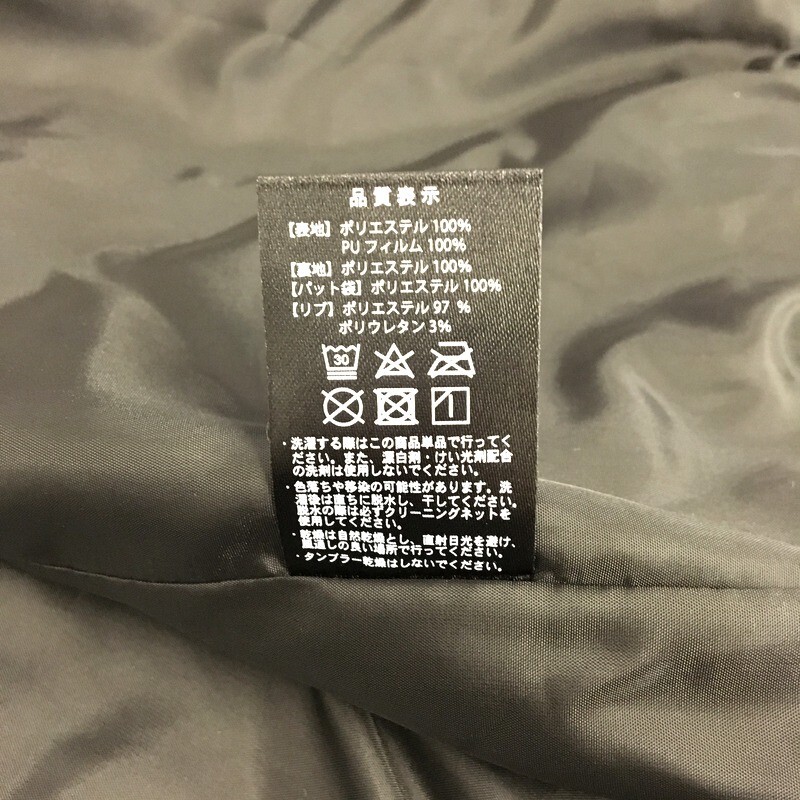 品質表示
【表地】ポリエステル 100%
PU フィルム 100%
【裏地】ポリエステル 100%
【パット袋】ポリエステル 100%
【リブ】ポリエステル 97 %
ポリウレタン 3%
30
・洗濯する際はこの商品単品で行ってく
ださい。また、漂白剤・けい光剤配合
の洗剤は使用しないでください。
・色落ちや移染の可能性があります。洗
濯後は直ちに脱水し、干してください。
脱水の際は必ずクリーニングネットを
使用してください。
・乾燥は自然乾燥とし、直射日光を避け、
風通しの良い場所で行ってください。
・タンブラー乾燥はしないでください。